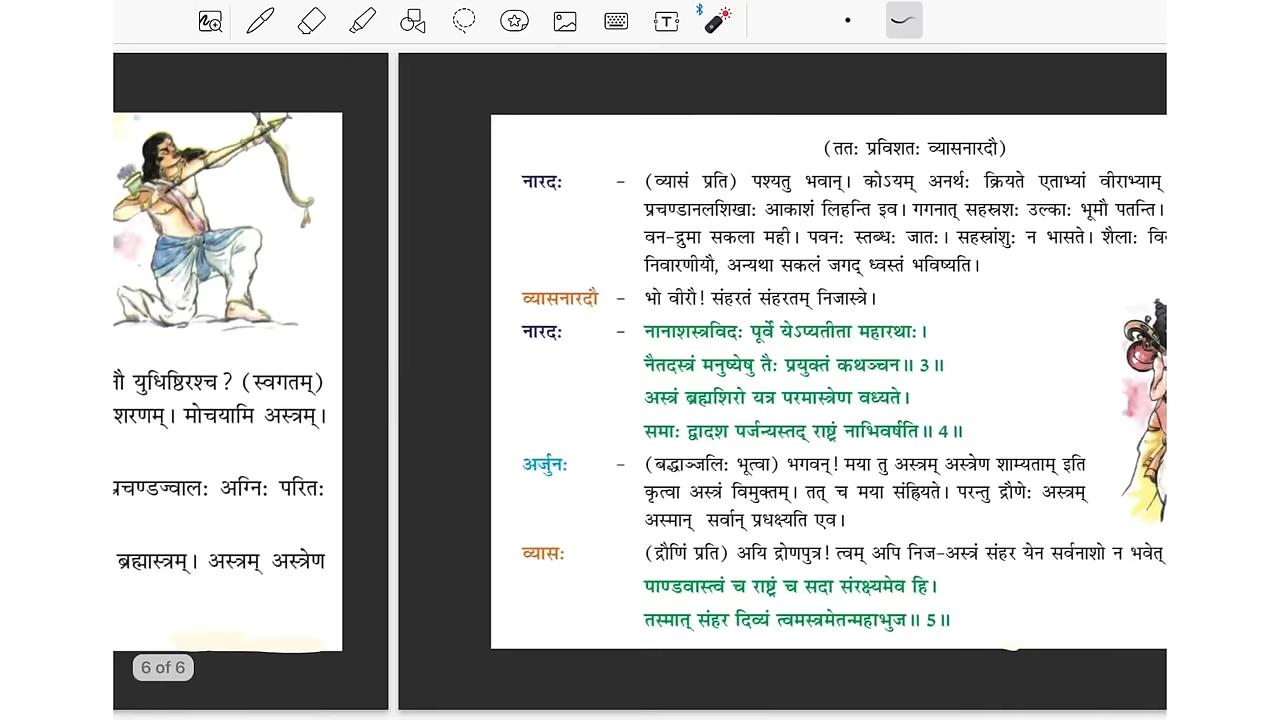 T
युधिष्ठिरश्च? (स्वगतम्)
शरणम्। मोचयामि अस्त्रम्।
अग्निः परितः
ब्रह्मास्त्रम्। अस्त्रम् अस्त्रेण
6 of 6
(ततः प्रविशतः व्यासनारदौ)
नारदः – (व्यासं प्रति) पश्यतु भवान्। कोऽयम् अनर्थः क्रियते एताभ्यां वीराभ्याम्
प्रचण्डानलशिखाः आकाशं लिहन्ति इव। गगनात् सहस्रशः उल्काः भूमौ पतन्ति।
वन-द्रुमा सकला मही। पवनः स्तब्धः जातः। सहस्रांशुः न भासते। शैलाः
निवारणीयौ, अन्यथा सकलं जगद् ध्वस्तं भविष्यति।
व्यासनारदौ – भो वीरौ! संहरतं संहरतम् निजास्त्रे।
नारदः – नानाशस्त्रविदः पूर्वे येऽप्यतीता महारथाः।
नैतदस्त्रं मनुष्येषु तैः प्रयुक्तं कथञ्चन॥ 3॥
अस्त्रं ब्रह्मशिरो यत्र परमास्त्रेण वध्यते।
समाः द्वादश पर्जन्यस्तद् राष्ट्रं नाभिवर्षति॥ 4॥
अर्जुनः – (बद्धाञ्जलिः भूत्वा) भगवन्! मया तु अस्त्रम् अस्त्रेण शाम्यताम् इति
कृत्वा अस्त्रं विमुक्तम्। तत् च मया संह्रियते। परन्तु द्रौणेः अस्त्रम्
अस्मान् सर्वान् प्रधक्ष्यति एव।
व्यासः (द्रौणिं प्रति) अयि द्रोणपुत्र! त्वम् अपि निज-अस्त्रं संहर येन सर्वनाशो न भवेत्
पाण्डवास्त्वं च राष्ट्रं च सदा संरक्ष्यमेव हि।
तस्मात् संहर दिव्यं त्वमस्त्रमेतन्महाभुज॥ 5॥